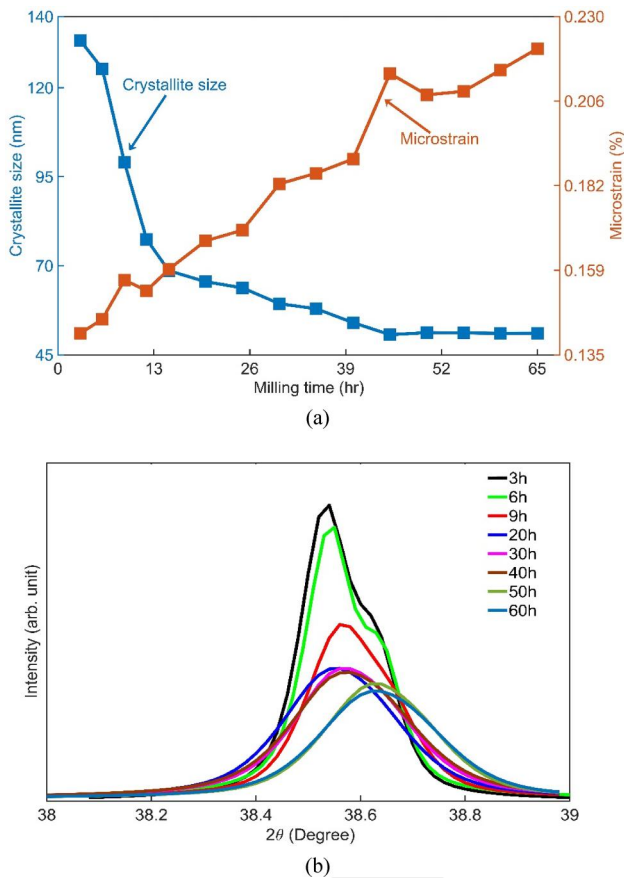 140
120
95
70
45
Crystallite size (nm)
Crystallite size
Microstrain
0.230
0.206
0.182
0.159
0.135
Microstrain (%)
0 13 26 39 52 65
Milling time (hr)
(a)
3h
6h
9h
20h
30h
40h
50h
60h
Intensity (arb. unit)
38 38.2 38.4 38.6 38.8 39
2θ (Degree)
(b)